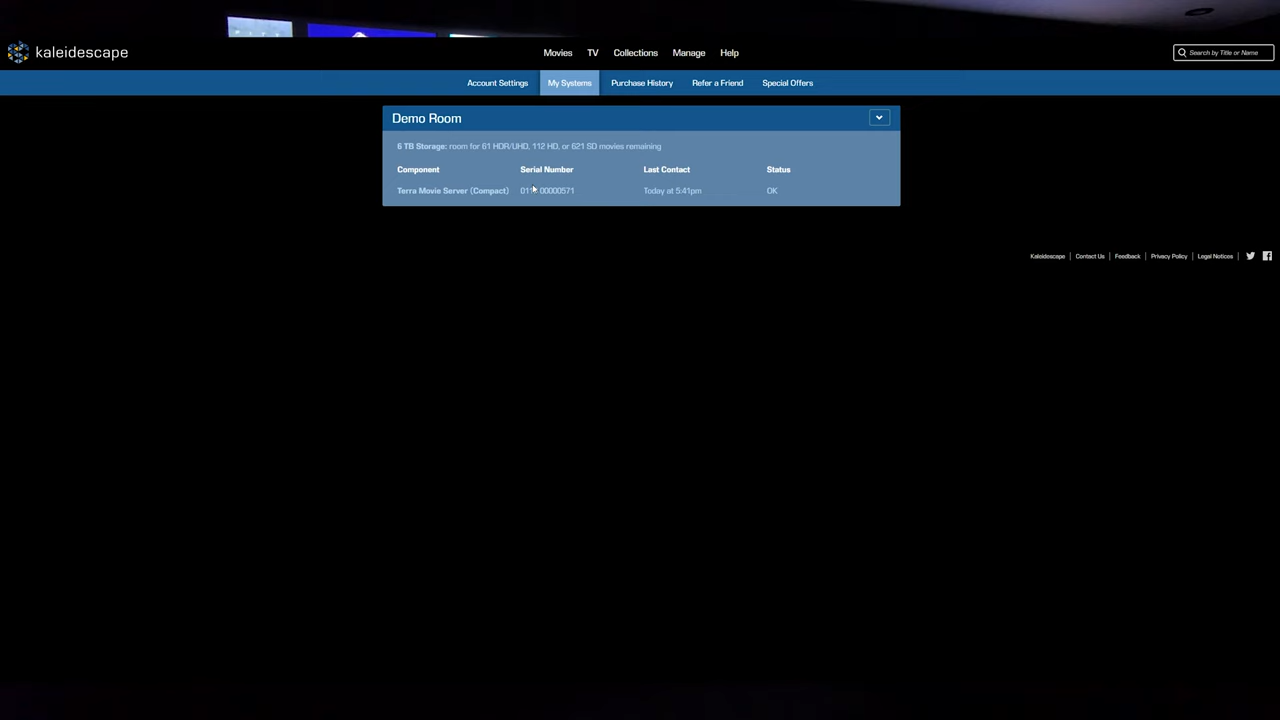 kaleidescape
Movies TV Collections Manage Help
Search by Title or Name
Account Settings My Systems Purchase History Refer a Friend Special Offers
Demo Room
6 TB Storage: room for 61 HDR/UHD, 112 HD, or 621 SD movies remaining
Component Serial Number Last Contact Status
Terra Movie Server (Compact) Today at 5:41pm OK
Kaleidescape | Contact Us | Feedback | Privacy Policy | Legal Notices |